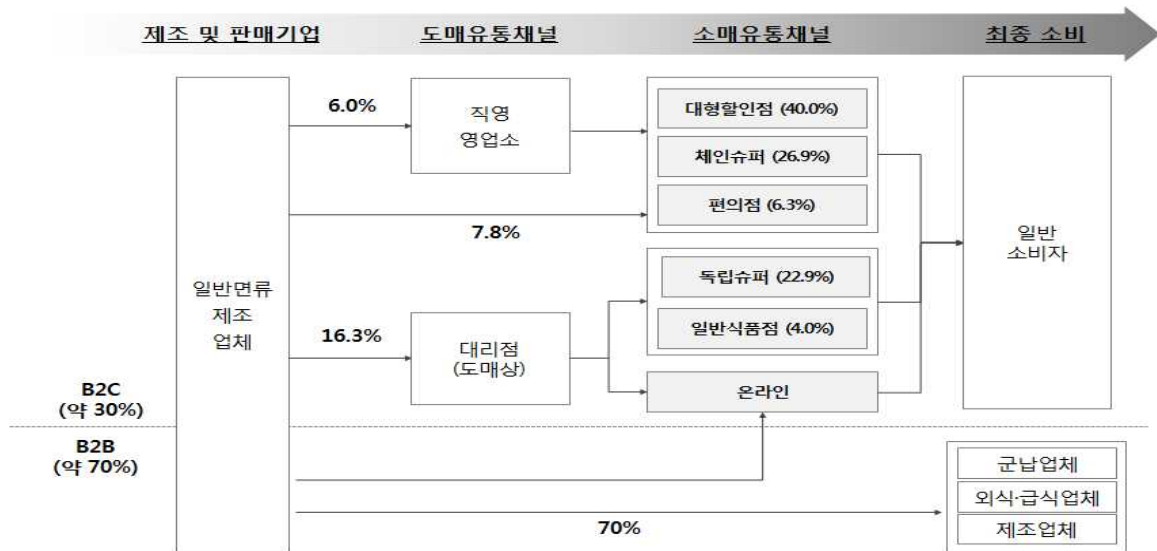 제조 및 판매기업 도매유통채널 소매유통채널 최종 소비
6.0%
직영
영업소
대형할인점 (40.0%)
체인슈퍼 (26.9%)
편의점 (6.3%)
7.8%
일반
소비자
일반면류
제조
업체
독립슈퍼 (22.9%)
일반식품점 (4.0%)
16.3%
대리점
(도매상)
온라인
B2C
(약 30%)
B2B
(약 70%)
군납업체
외식·급식업체
제조업체
70%